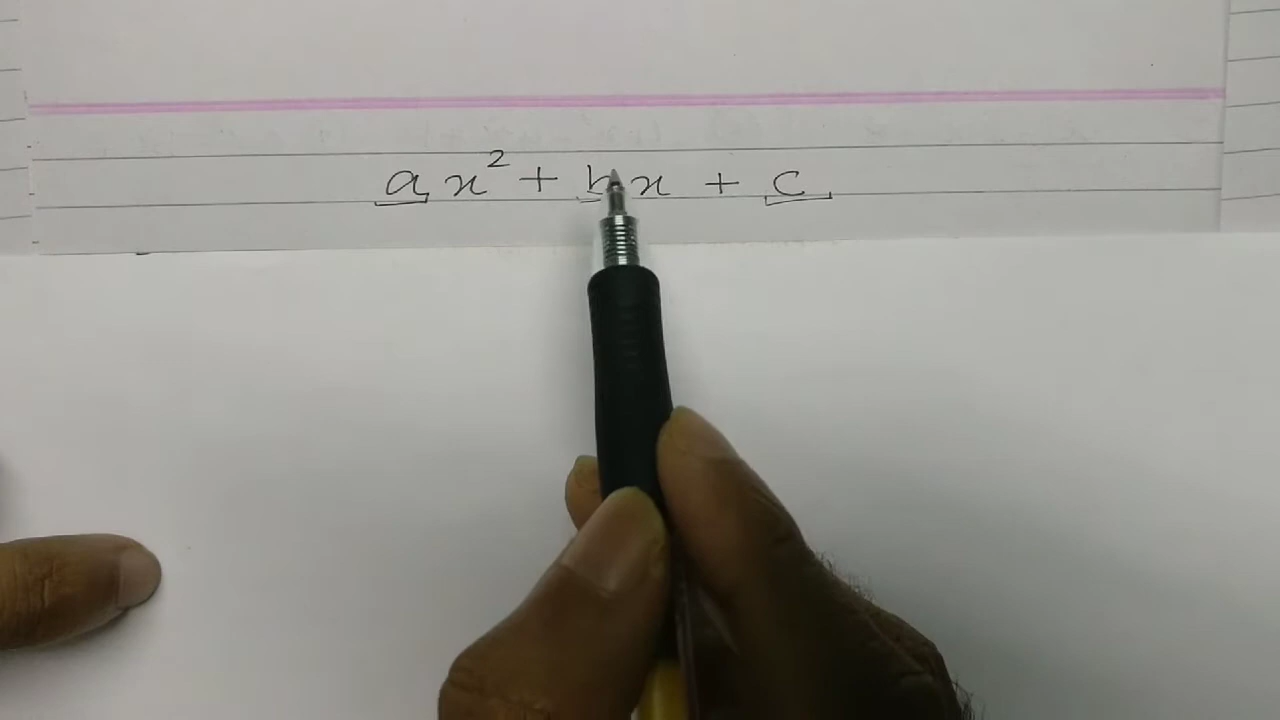 ax² + bx + c